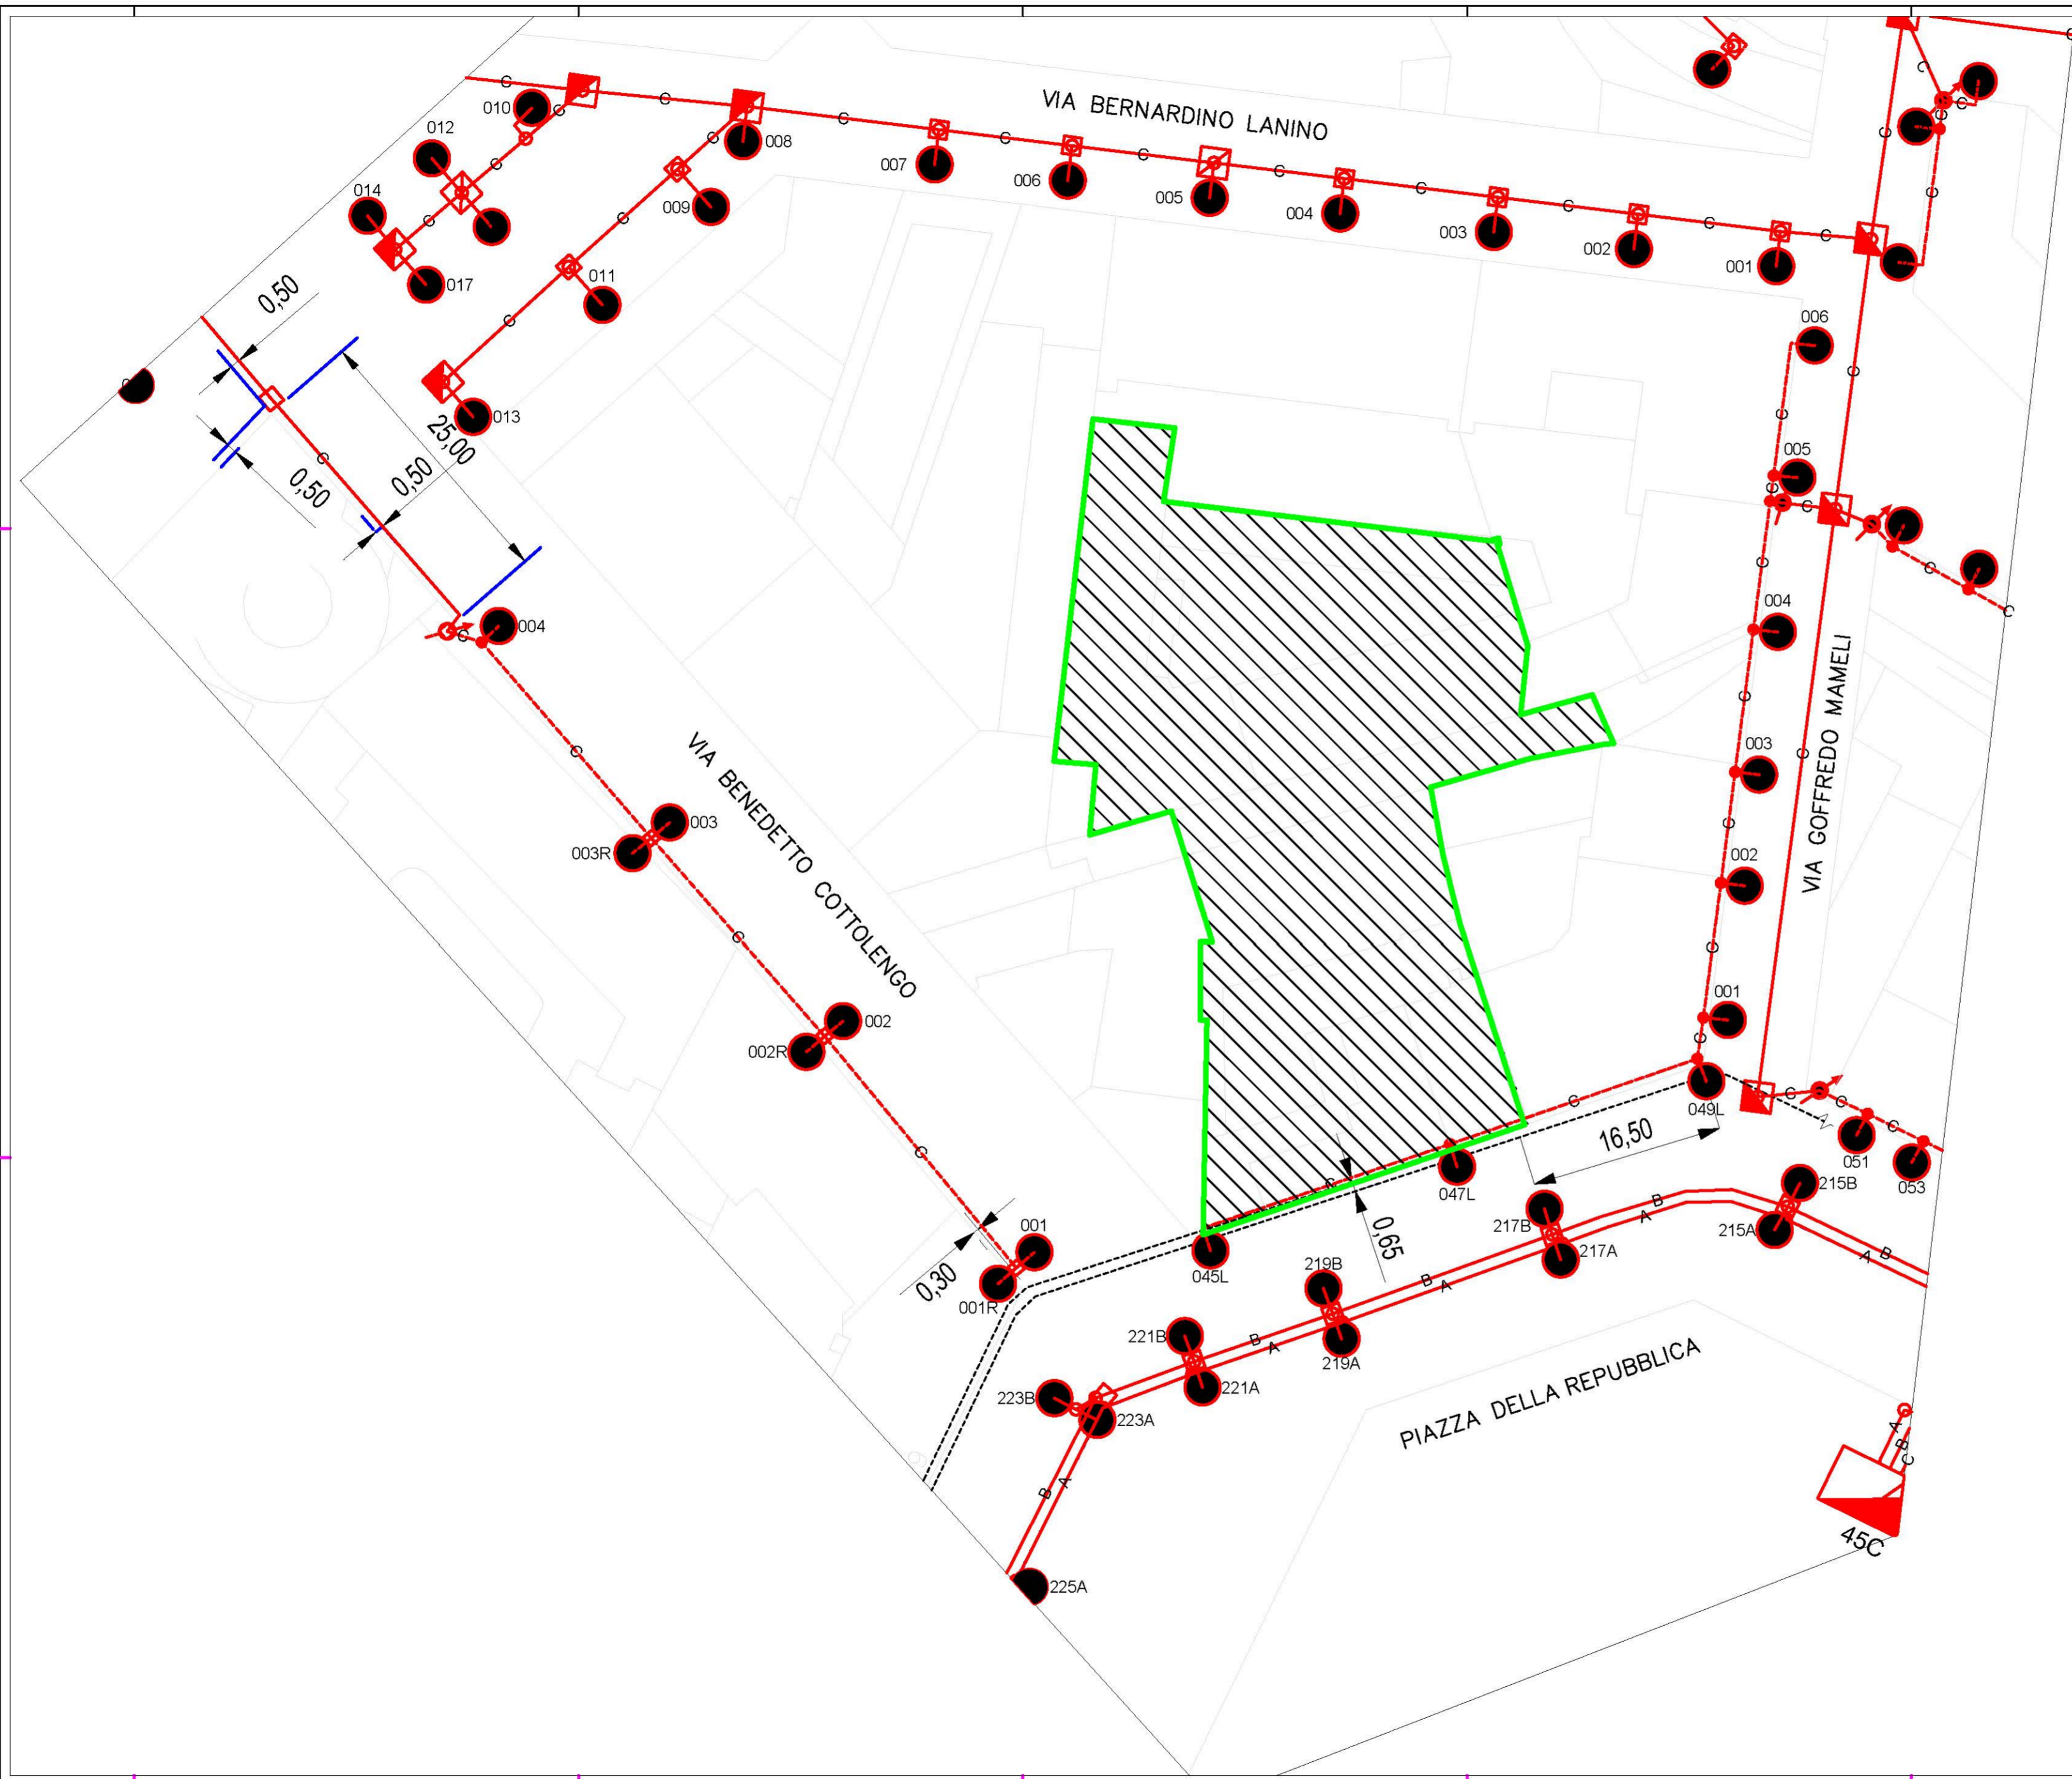 C
C
C
010
C
012
008
C
C
VIA BERNARDINO LANINO
007
C
006
C
005
C
004
C
003
C
002
C
001
C
C
C
C
C
C
C
014
009
C
C
017
011
C
0,50
013
25,00
0,50
0,50
C
006
C
C
005
C
C
C
C
C
004
C
004
C
C
003
C
C
VIA GOFFREDO MAMELI
002
C
001
C
003
003R
C
VIA BENEDETTO COTTOLENGO
C
002
002R
C
049L
C
C
C
C
051
053
16,50
047L
C
0,65
045L
001
001R
0,30
215B
215A
B
A
B
A
217B
217A
B
A
219B
219A
B
A
221B
221A
223B
223A
B
A
225A
PIAZZA DELLA REPUBBLICA
A
B
C
45C